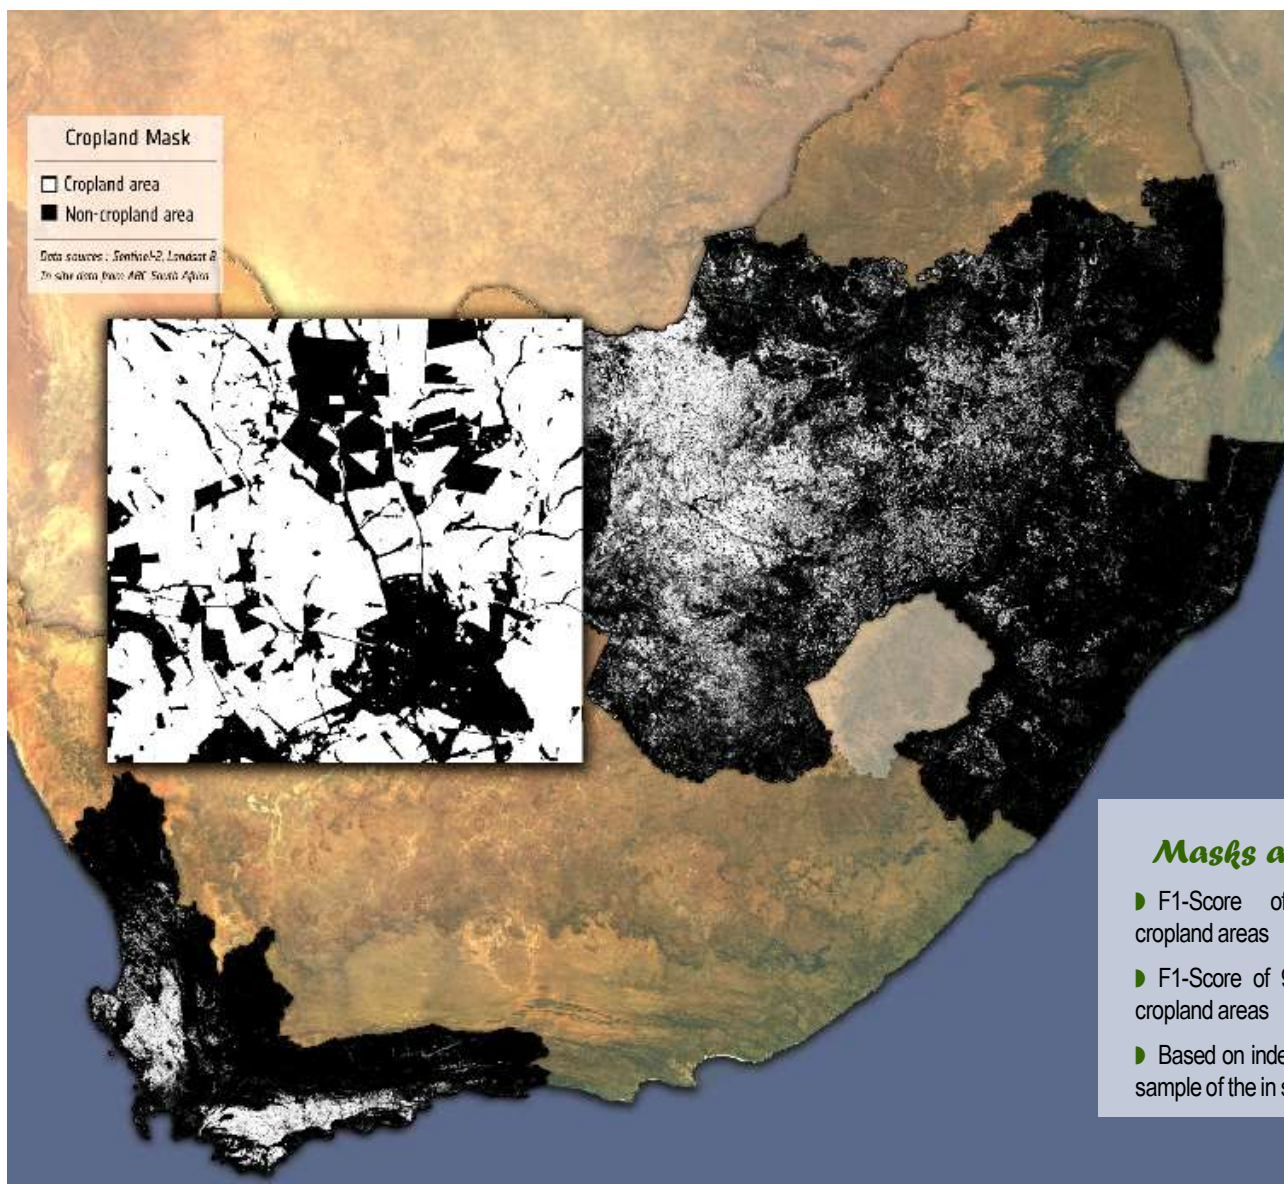 Cropland Mask
Cropland area
Non-cropland area
Data sources : Sentinel-2, Landsat 8
In situ data from ARC South Africa
Masks a
F1-Score of
cropland areas
F1-Score of 9
cropland areas
Based on inde
sample of the in s